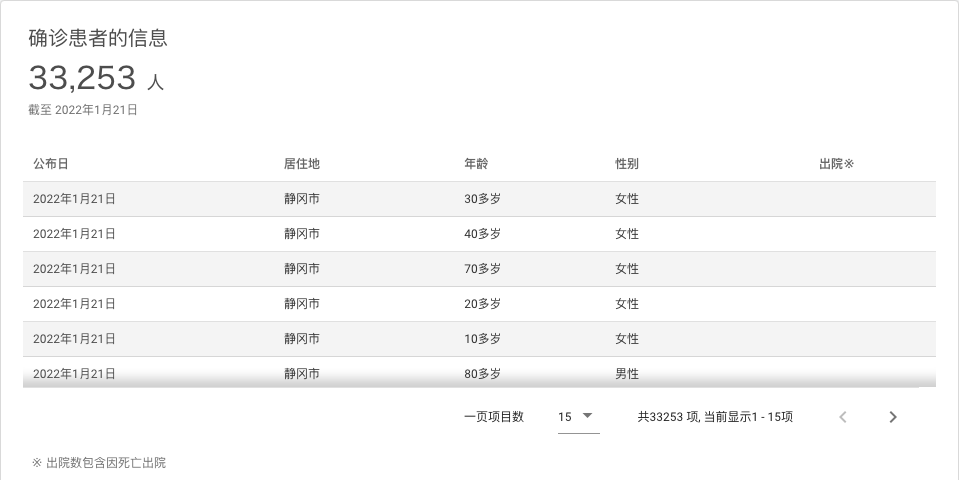 确诊患者的信息
33,253 人
截至 2022年1月21日
公布日 居住地 年龄 性别 出院※
2022年1月21日 静冈市 30多岁 女性
2022年1月21日 静冈市 40多岁 女性
2022年1月21日 静冈市 70多岁 女性
2022年1月21日 静冈市 20多岁 女性
2022年1月21日 静冈市 10多岁 女性
2022年1月21日 静冈市 80多岁 男性
一页项目数 15 共33253 项, 当前显示1 - 15项
※ 出院数包含因死亡出院